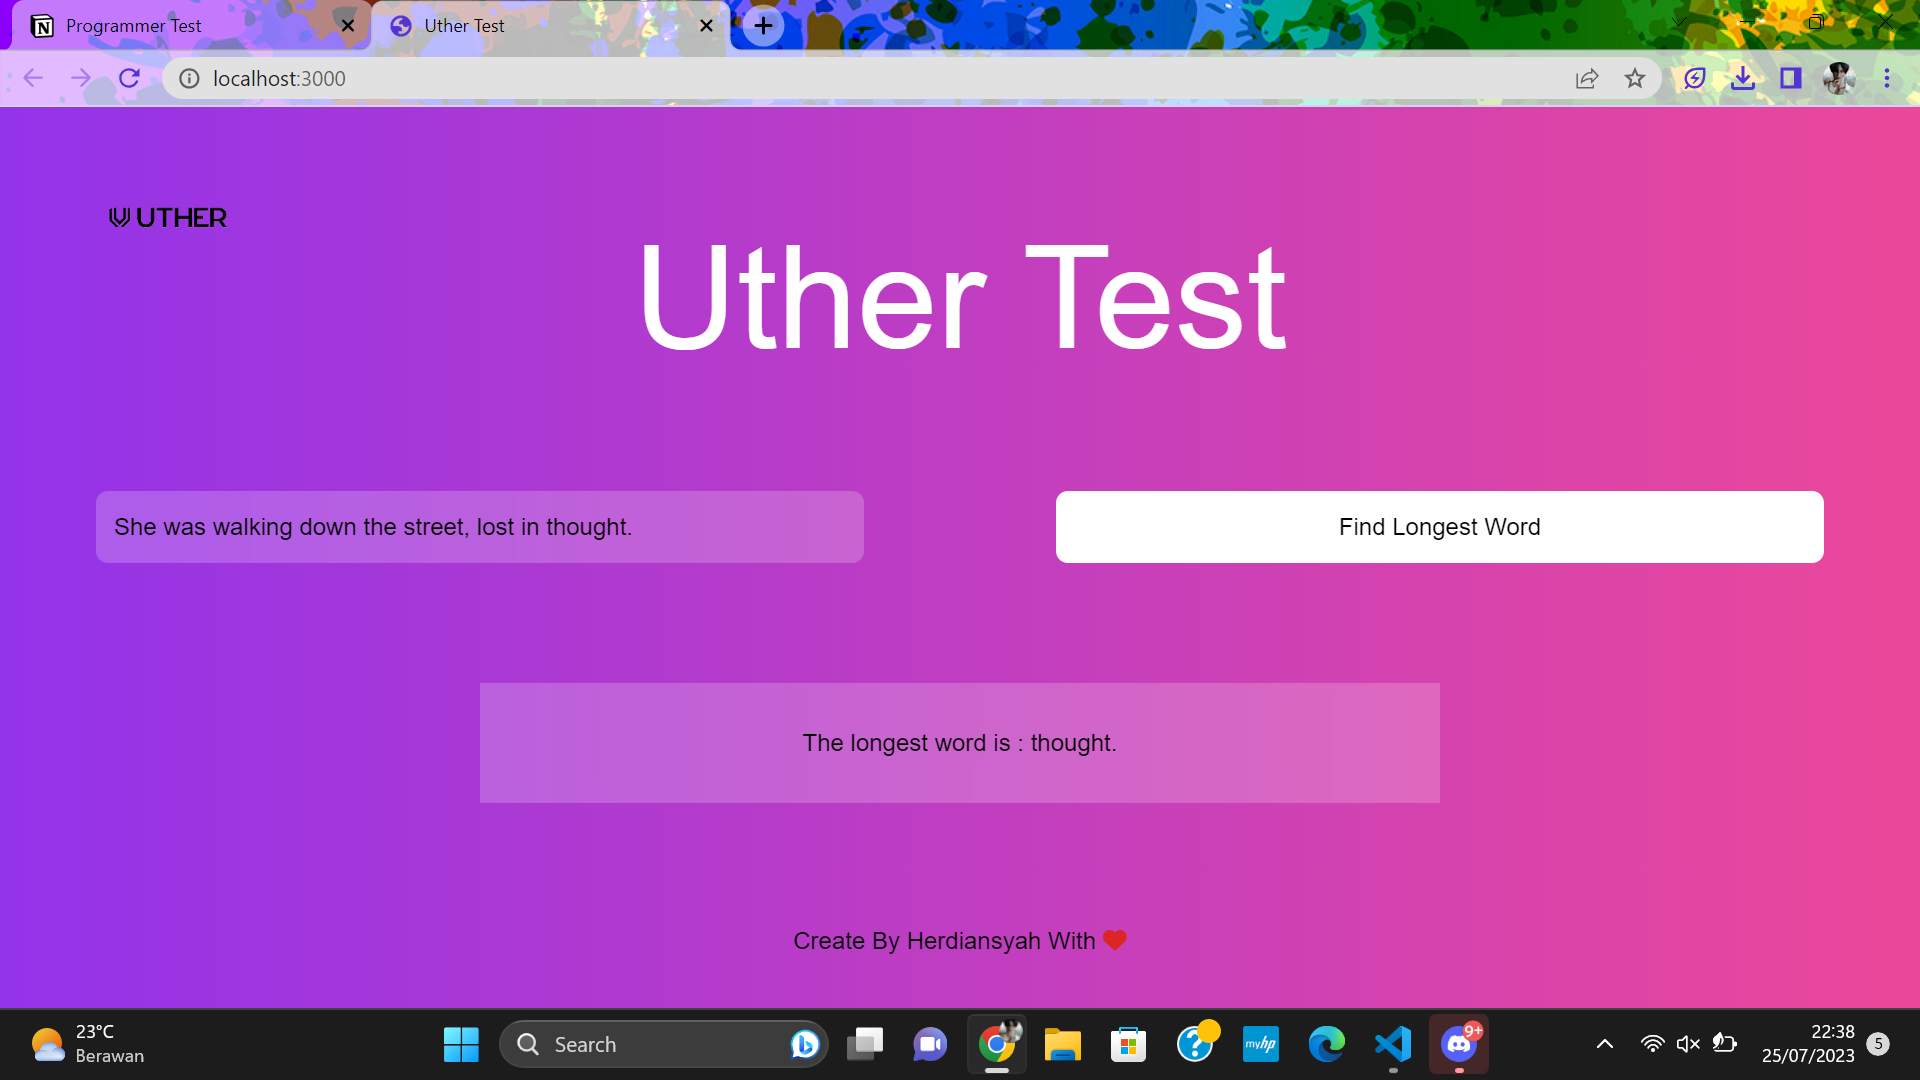 Programmer Test
Uther Test
localhost:3000
UTHER
Uther Test
She was walking down the street, lost in thought.
Find Longest Word
The longest word is : thought.
Create By Herdiansyah With
23°C
Berawan
Search
myhp
9+
22:38
25/07/2023
5